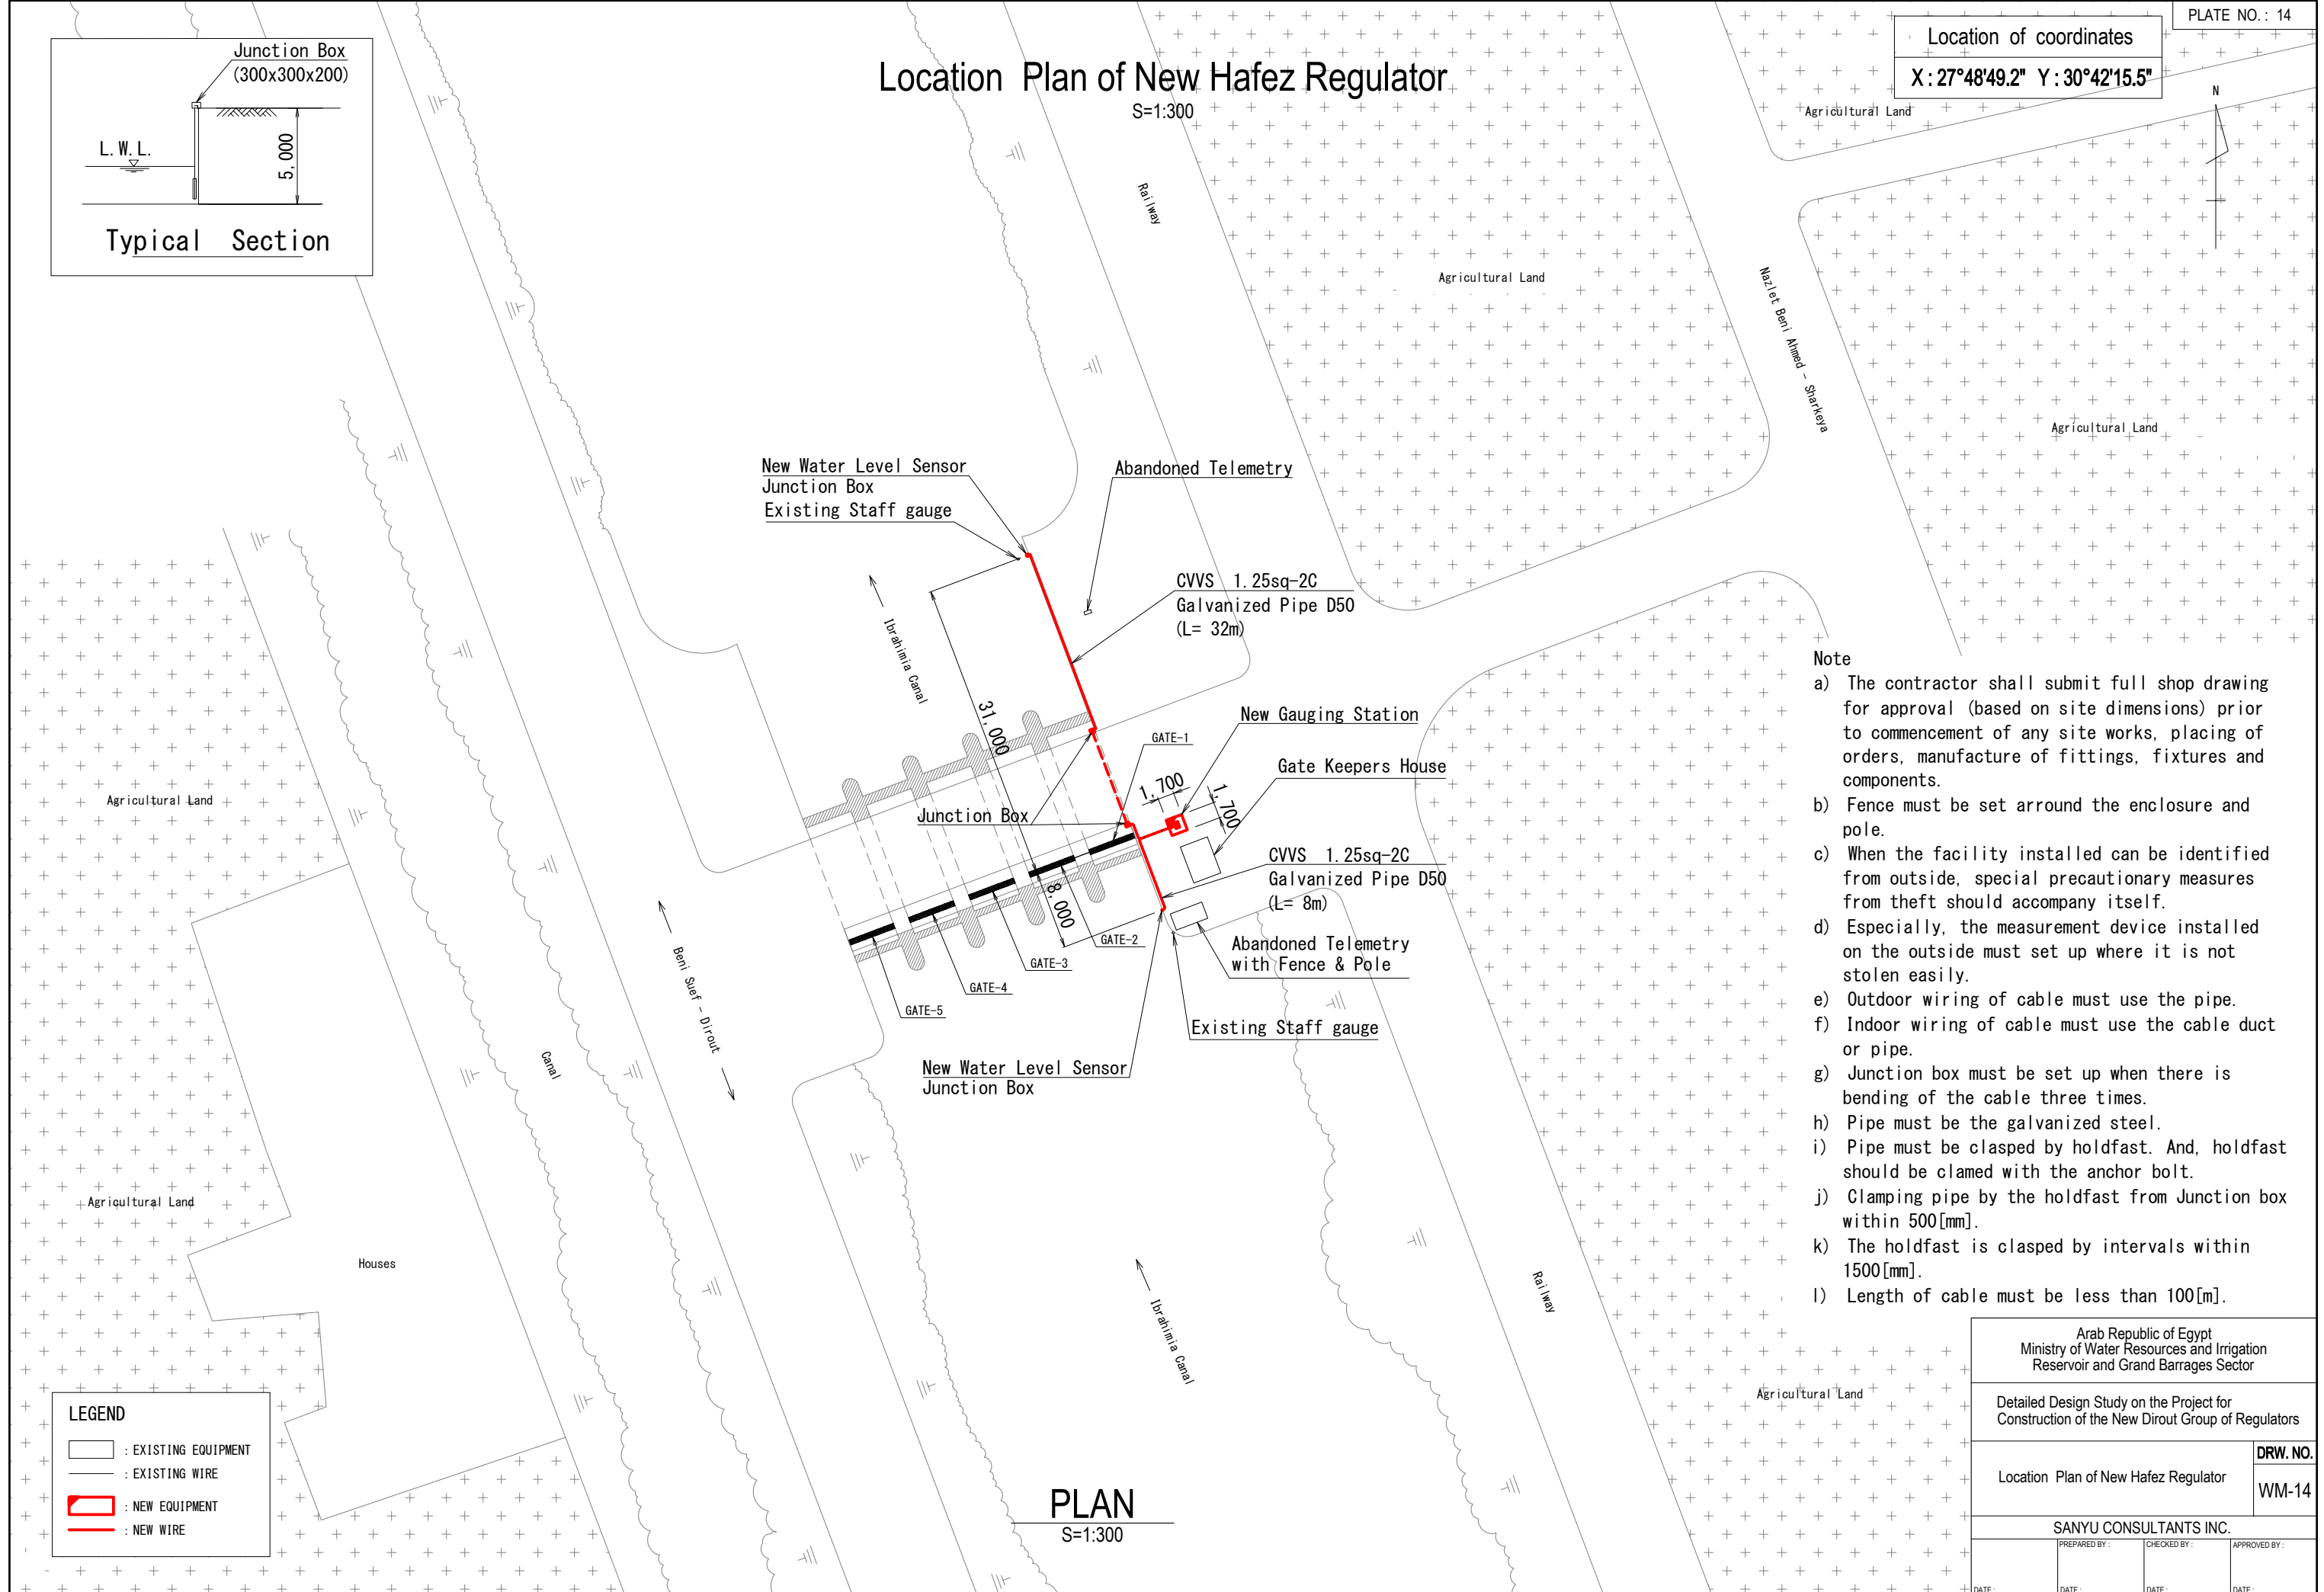 PLATE NO.: 14
Location of coordinates
X : 27°48'49.2" Y : 30°42'15.5"
N
Location Plan of New Hafez Regulator
S=1:300
Junction Box
(300x300x200)
L.W.L.
5,000
Typical Section
Railway
Agricultural Land
Agricultural Land
Nazlet Beni Ahmed - Sharkeya
Agricultural Land
New Water Level Sensor
Junction Box
Existing Staff gauge
Abandoned Telemetry
CVVS 1.25sq-2C
Galvanized Pipe D50
(L= 32m)
Ibrahimia Canal
31,000
New Gauging Station
GATE-1
Gate Keepers House
1,700
1,700
Junction Box
CVVS 1.25sq-2C
Galvanized Pipe D50
(L= 8m)
8,000
GATE-2
GATE-3
GATE-4
GATE-5
Abandoned Telemetry
with Fence & Pole
Existing Staff gauge
New Water Level Sensor
Junction Box
Agricultural Land
Beni Suef - Dirout
Canal
Agricultural Land
Houses
Ibrahimia Canal
Railway
Agricultural Land
Note
a) The contractor shall submit full shop drawing
for approval (based on site dimensions) prior
to commencement of any site works, placing of
orders, manufacture of fittings, fixtures and
components.
b) Fence must be set arround the enclosure and
pole.
c) When the facility installed can be identified
from outside, special precautionary measures
from theft should accompany itself.
d) Especially, the measurement device installed
on the outside must set up where it is not
stolen easily.
e) Outdoor wiring of cable must use the pipe.
f) Indoor wiring of cable must use the cable duct
or pipe.
g) Junction box must be set up when there is
bending of the cable three times.
h) Pipe must be the galvanized steel.
i) Pipe must be clasped by holdfast. And, holdfast
should be clamed with the anchor bolt.
j) Clamping pipe by the holdfast from Junction box
within 500[mm].
k) The holdfast is clasped by intervals within
1500[mm].
l) Length of cable must be less than 100[m].
LEGEND
: EXISTING EQUIPMENT
: EXISTING WIRE
: NEW EQUIPMENT
: NEW WIRE
PLAN
S=1:300
Arab Republic of Egypt
Ministry of Water Resources and Irrigation
Reservoir and Grand Barrages Sector
Detailed Design Study on the Project for
Construction of the New Dirout Group of Regulators
Location Plan of New Hafez Regulator
DRW. NO.
WM-14
SANYU CONSULTANTS INC.
PREPARED BY :
CHECKED BY :
APPROVED BY :
DATE :
DATE :
DATE :
DATE :